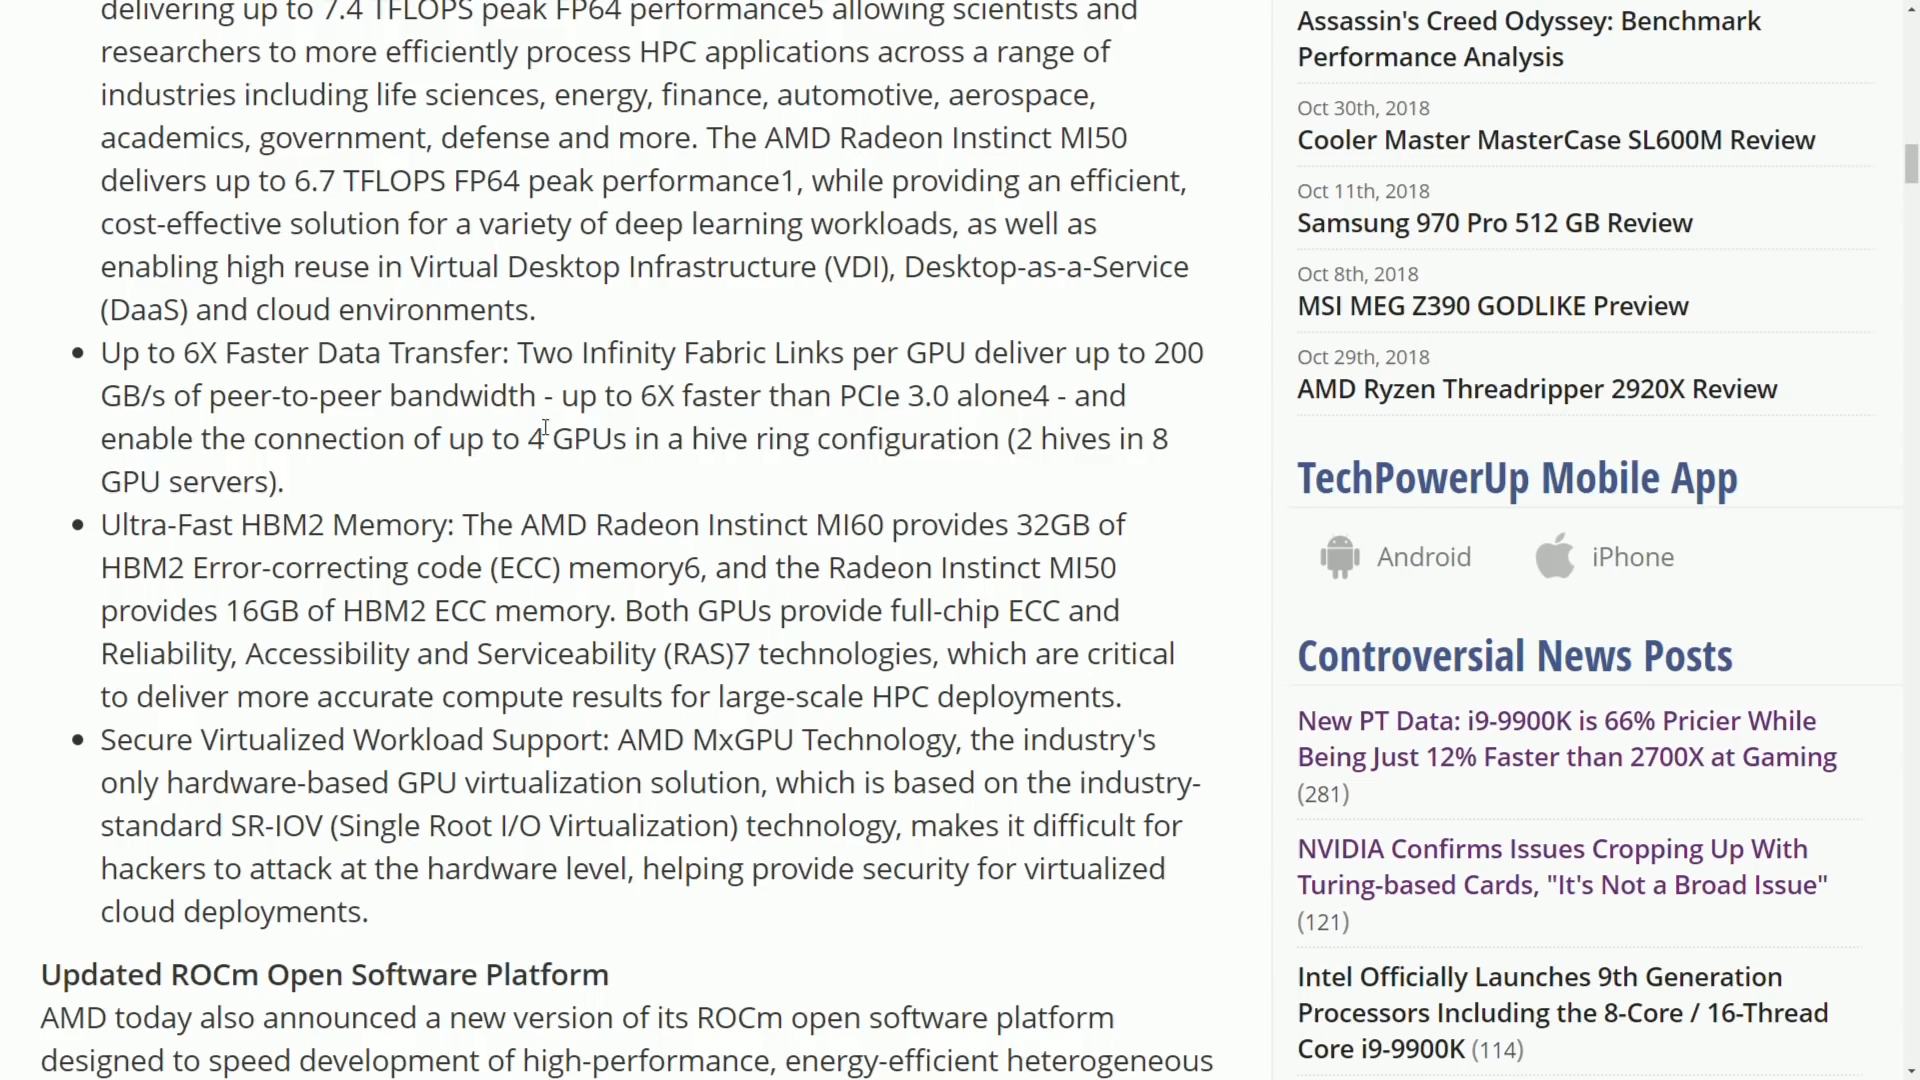 delivering up to 7.4 TFLOPS peak FP64 performance5 allowing scientists and
researchers to more efficiently process HPC applications across a range of
industries including life sciences, energy, finance, automotive, aerospace,
academics, government, defense and more. The AMD Radeon Instinct MI50
delivers up to 6.7 TFLOPS FP64 peak performance1, while providing an efficient,
cost-effective solution for a variety of deep learning workloads, as well as
enabling high reuse in Virtual Desktop Infrastructure (VDI), Desktop-as-a-Service
(DaaS) and cloud environments.
• Up to 6X Faster Data Transfer: Two Infinity Fabric Links per GPU deliver up to 200
GB/s of peer-to-peer bandwidth - up to 6X faster than PCIe 3.0 alone4 - and
enable the connection of up to 4 GPUs in a hive ring configuration (2 hives in 8
GPU servers).
• Ultra-Fast HBM2 Memory: The AMD Radeon Instinct MI60 provides 32GB of
HBM2 Error-correcting code (ECC) memory6, and the Radeon Instinct MI50
provides 16GB of HBM2 ECC memory. Both GPUs provide full-chip ECC and
Reliability, Accessibility and Serviceability (RAS)7 technologies, which are critical
to deliver more accurate compute results for large-scale HPC deployments.
• Secure Virtualized Workload Support: AMD MxGPU Technology, the industry's
only hardware-based GPU virtualization solution, which is based on the industry-
standard SR-IOV (Single Root I/O Virtualization) technology, makes it difficult for
hackers to attack at the hardware level, helping provide security for virtualized
cloud deployments.
Updated ROCm Open Software Platform
AMD today also announced a new version of its ROCm open software platform
designed to speed development of high-performance, energy-efficient heterogeneous
Assassin's Creed Odyssey: Benchmark
Performance Analysis
Oct 30th, 2018
Cooler Master MasterCase SL600M Review
Oct 11th, 2018
Samsung 970 Pro 512 GB Review
Oct 8th, 2018
MSI MEG Z390 GODLIKE Preview
Oct 29th, 2018
AMD Ryzen Threadripper 2920X Review
TechPowerUp Mobile App
Android
iPhone
Controversial News Posts
New PT Data: i9-9900K is 66% Pricier While
Being Just 12% Faster than 2700X at Gaming
(281)
NVIDIA Confirms Issues Cropping Up With
Turing-based Cards, "It's Not a Broad Issue"
(121)
Intel Officially Launches 9th Generation
Processors Including the 8-Core / 16-Thread
Core i9-9900K (114)